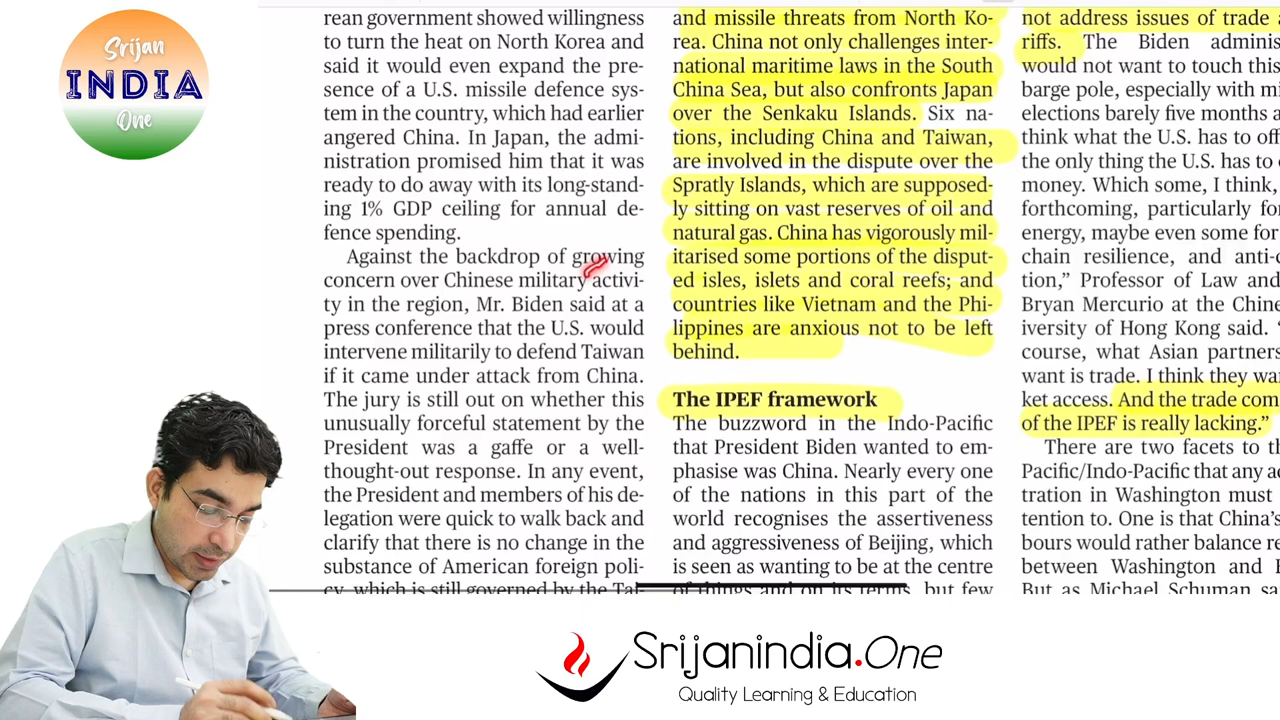 Srijan
INDIA
One
rean government showed willingness
to turn the heat on North Korea and
said it would even expand the pre-
sence of a U.S. missile defence sys-
tem in the country, which had earlier
angered China. In Japan, the admi-
nistration promised him that it was
ready to do away with its long-stand-
ing 1% GDP ceiling for annual de-
fence spending.
Against the backdrop of growing
concern over Chinese military activi-
ty in the region, Mr. Biden said at a
press conference that the U.S. would
intervene militarily to defend Taiwan
if it came under attack from China.
The jury is still out on whether this
unusually forceful statement by the
President was a gaffe or a well-
thought-out response. In any event,
the President and members of his de-
legation were quick to walk back and
clarify that there is no change in the
substance of American foreign poli-
cy, which is still governed by the Tai-
and missile threats from North Ko-
rea. China not only challenges inter-
national maritime laws in the South
China Sea, but also confronts Japan
over the Senkaku Islands. Six na-
tions, including China and Taiwan,
are involved in the dispute over the
Spratly Islands, which are supposed-
ly sitting on vast reserves of oil and
natural gas. China has vigorously mil-
itarised some portions of the disput-
ed isles, islets and coral reefs; and
countries like Vietnam and the Phi-
lippines are anxious not to be left
behind.
The IPEF framework
The buzzword in the Indo-Pacific
that President Biden wanted to em-
phasise was China. Nearly every one
of the nations in this part of the
world recognises the assertiveness
and aggressiveness of Beijing, which
is seen as wanting to be at the centre
of things and on its terms, but few
not address issues of trade
riffs. The Biden adminis
would not want to touch this
barge pole, especially with mi
elections barely five months a
think what the U.S. has to off
the only thing the U.S. has to
money. Which some, I think,
forthcoming, particularly fo
energy, maybe even some for
chain resilience, and anti-c
tion,” Professor of Law and
Bryan Mercurio at the Chine
iversity of Hong Kong said.
course, what Asian partners
want is trade. I think they wa
ket access. And the trade com
of the IPEF is really lacking.”
There are two facets to th
Pacific/Indo-Pacific that any a
tration in Washington must
tention to. One is that China’s
bours would rather balance re
between Washington and B
But as Michael Schuman sa
Srijanindia.One
Quality Learning & Education